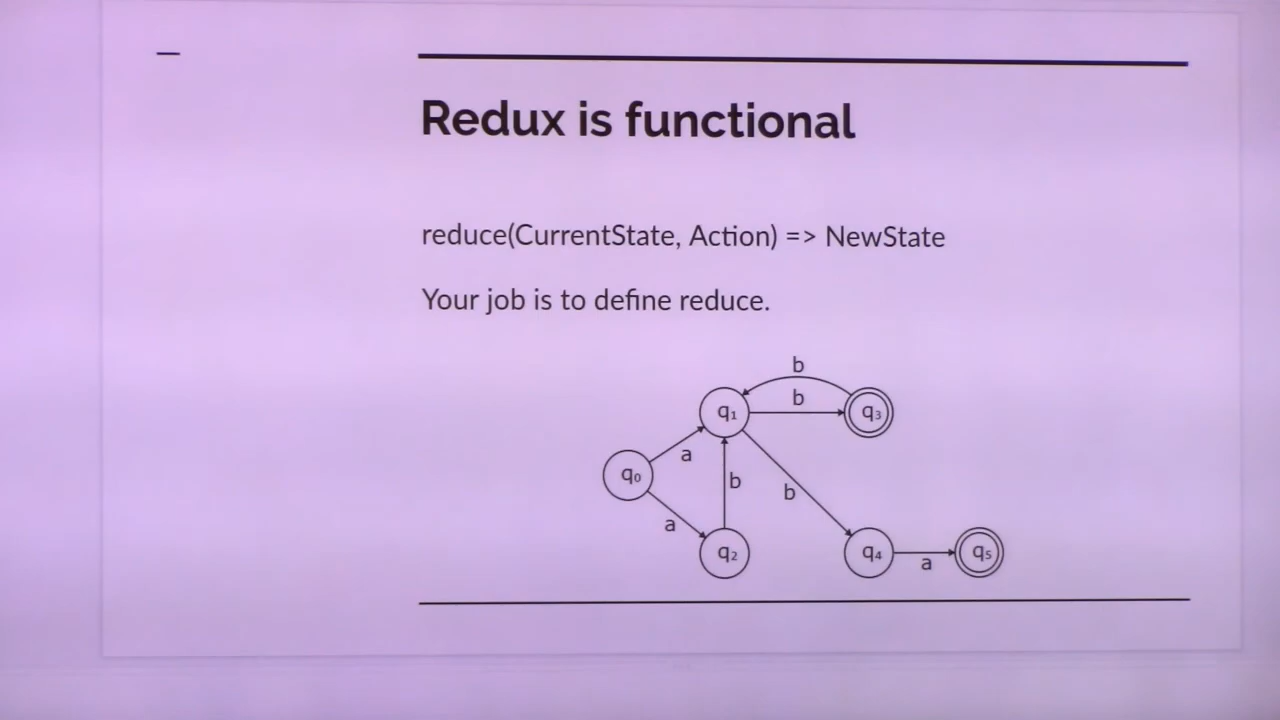 Redux is functional
reduce(CurrentState, Action) => NewState
Your job is to define reduce.
b
b
q₁
q₃
a
q₀
b
b
a
q₂
q₄
q₅
a